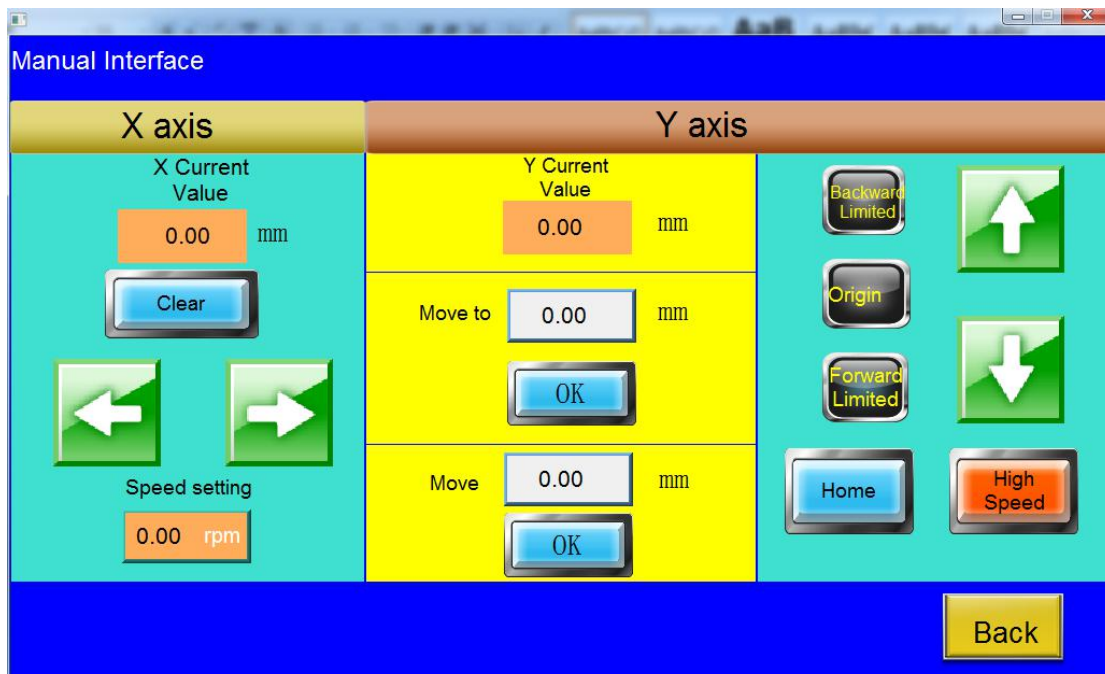 Manual Interface
X axis
Y axis
X Current
Value
0.00 mm
Clear
Speed setting
0.00 rpm
Y Current
Value
0.00 mm
Move to 0.00 mm
OK
Move 0.00 mm
OK
Backward
Limited
Origin
Forward
Limited
Home
High
Speed
Back